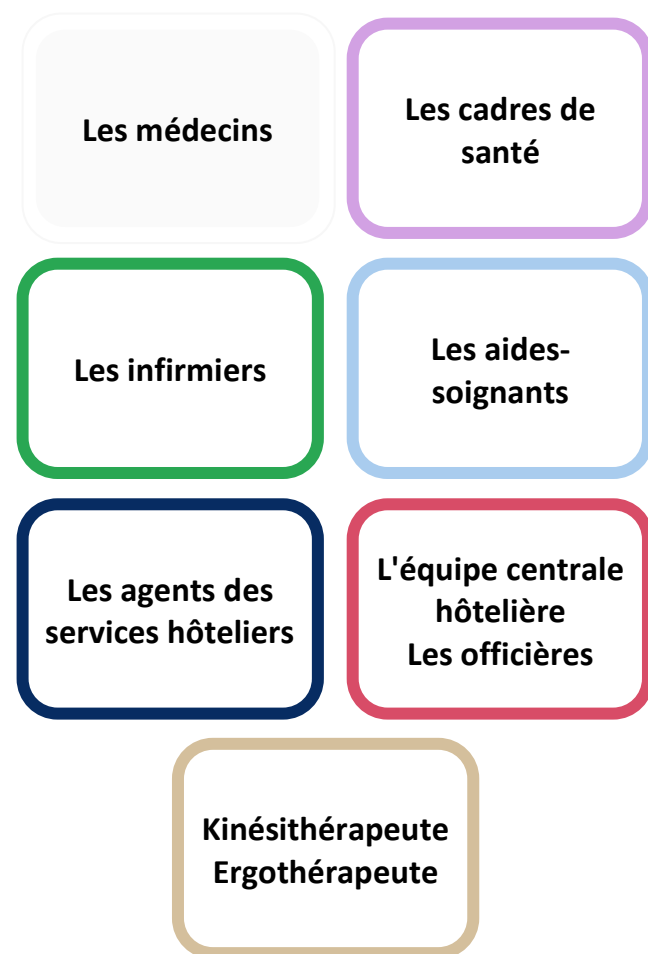 Les médecins
Les cadres de
santé
Les infirmiers
Les aides-
soignants
Les agents des
services hôteliers
L'équipe centrale
hôtelière
Les officières
Kinésithérapeute
Ergothérapeute